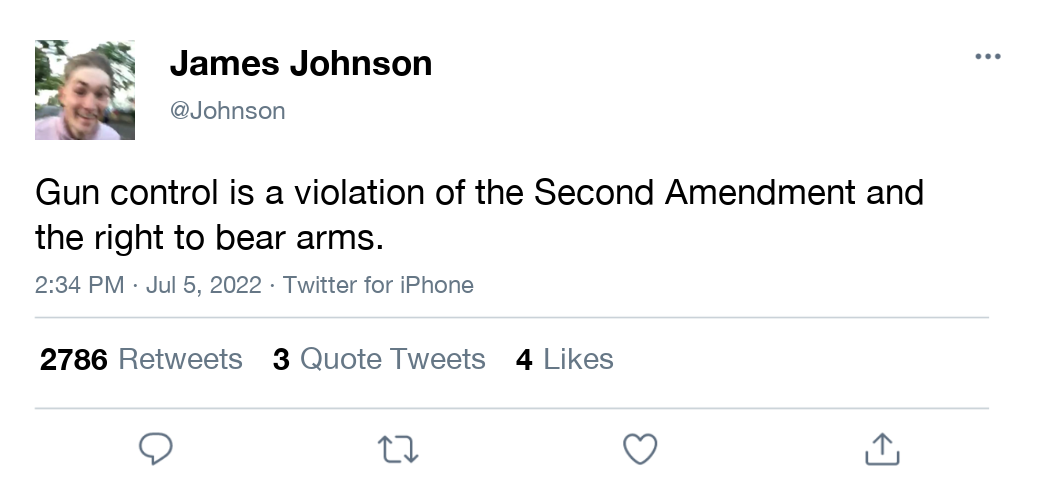 James Johnson
@Johnson
Gun control is a violation of the Second Amendment and
the right to bear arms.
2:34 PM · Jul 5, 2022 · Twitter for iPhone
2786 Retweets 3 Quote Tweets 4 Likes